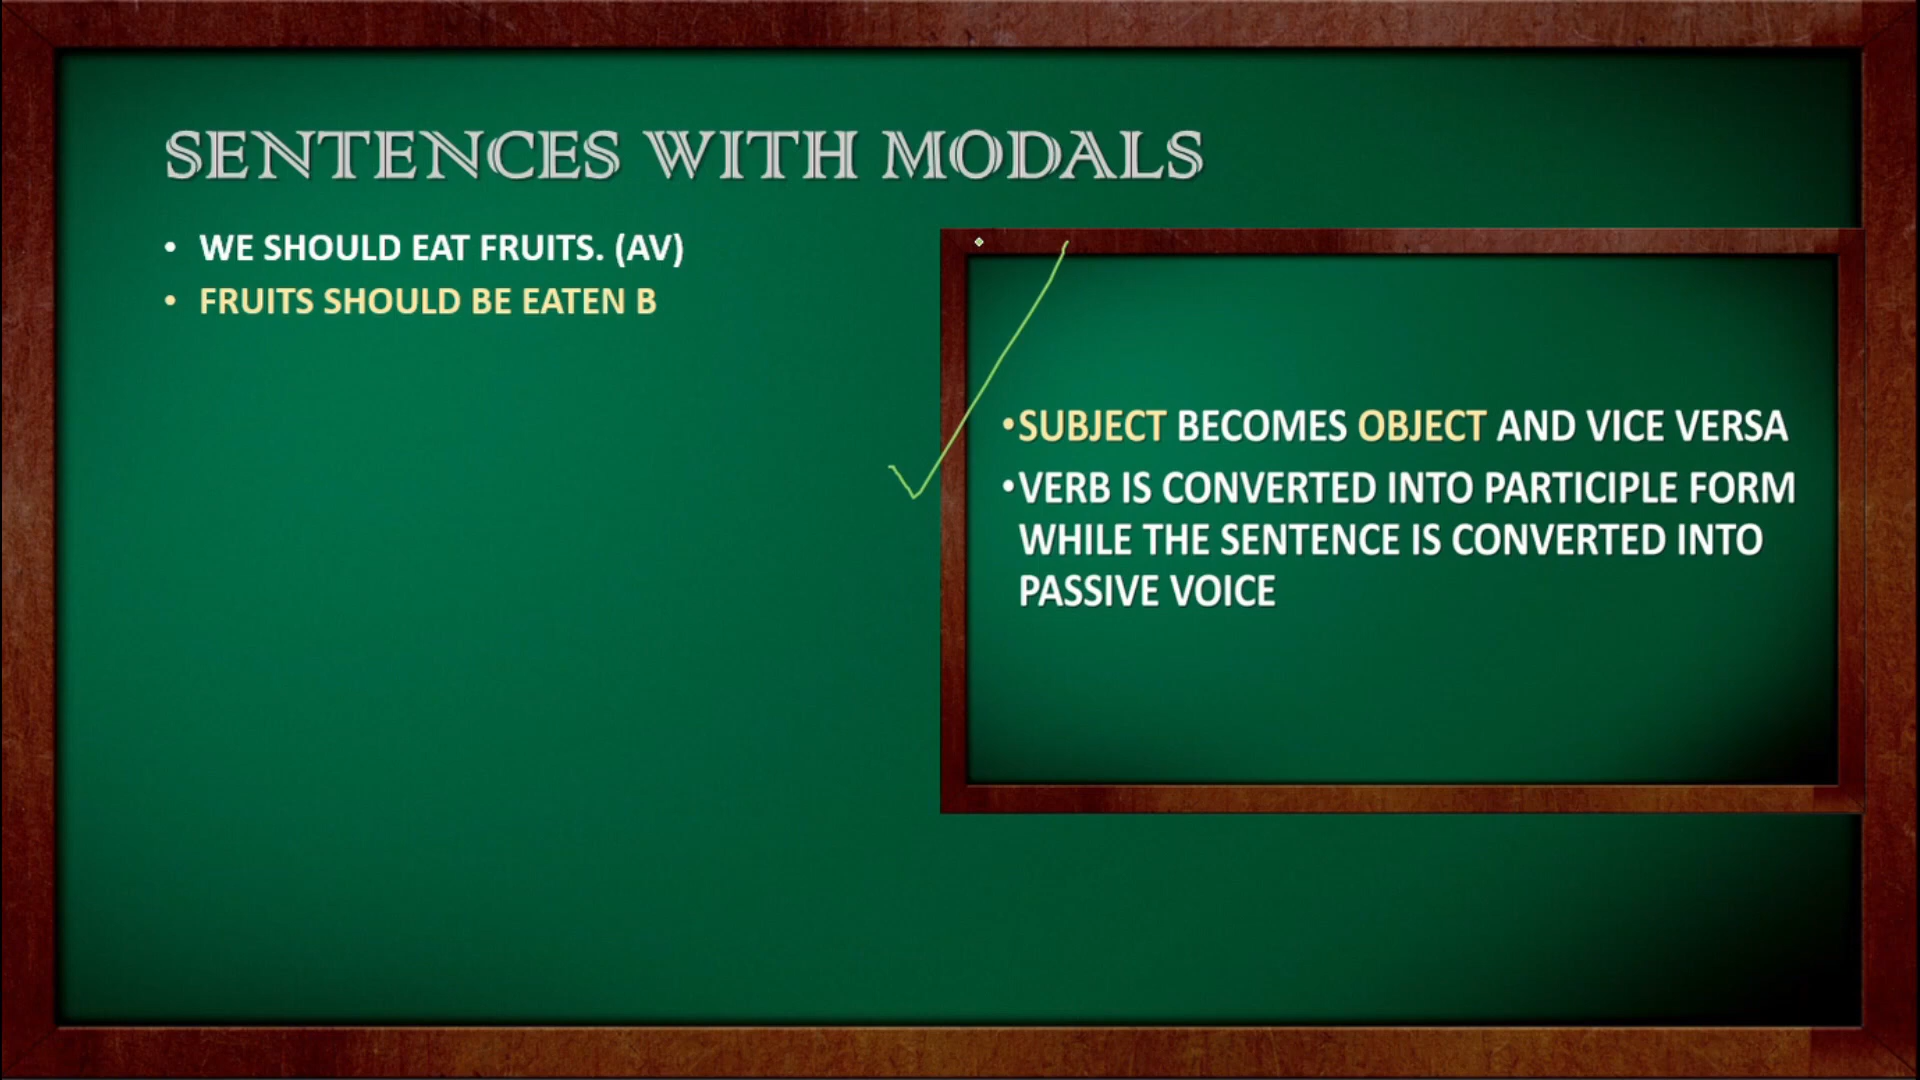 SENTENCES WITH MODALS
• WE SHOULD EAT FRUITS. (AV)
• FRUITS SHOULD BE EATEN B
•SUBJECT BECOMES OBJECT AND VICE VERSA
•VERB IS CONVERTED INTO PARTICIPLE FORM
WHILE THE SENTENCE IS CONVERTED INTO
PASSIVE VOICE